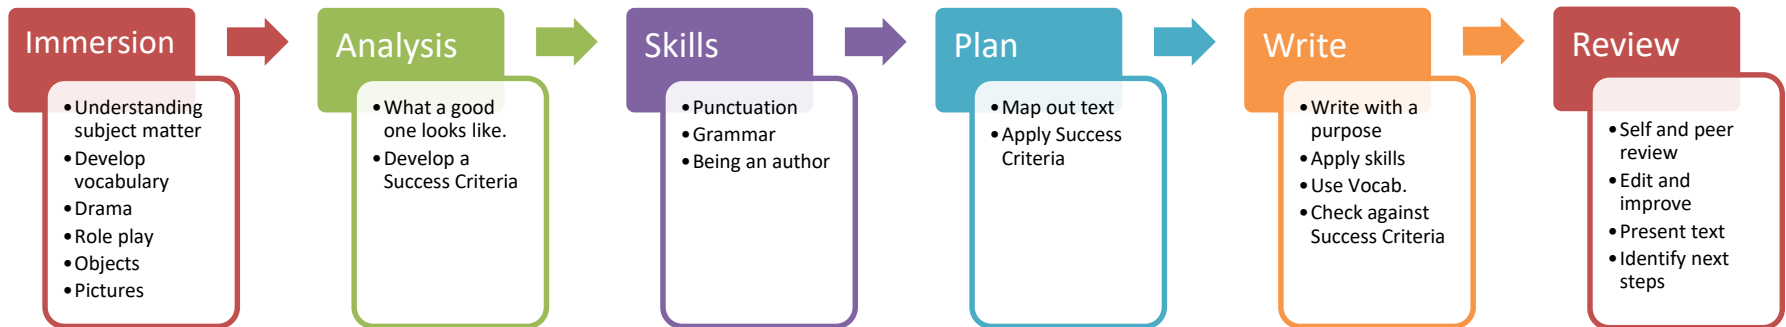 Immersion
• Understanding
subject matter
• Develop
vocabulary
• Drama
• Role play
• Objects
• Pictures
Analysis
• What a good
one looks like.
• Develop a
Success Criteria
Skills
• Punctuation
• Grammar
• Being an author
Plan
• Map out text
• Apply Success
Criteria
Write
• Write with a
purpose
• Apply skills
• Use Vocab.
• Check against
Success Criteria
Review
• Self and peer
review
• Edit and
improve
• Present text
• Identify next
steps